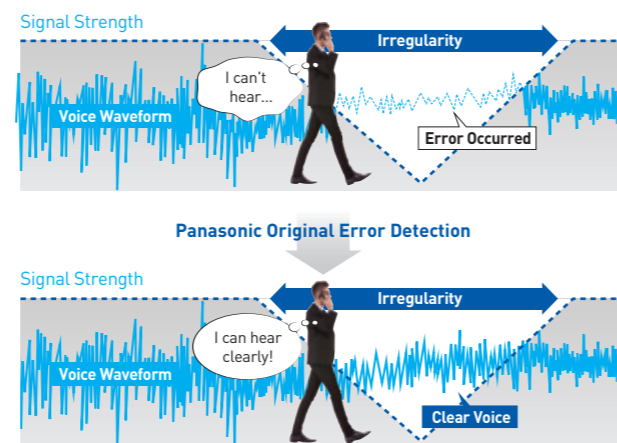 Signal Strength
Irregularity
I can't
hear...
Voice Waveform
Error Occurred
Panasonic Original Error Detection
Signal Strength
Irregularity
I can hear
clearly!
Voice Waveform
Clear Voice